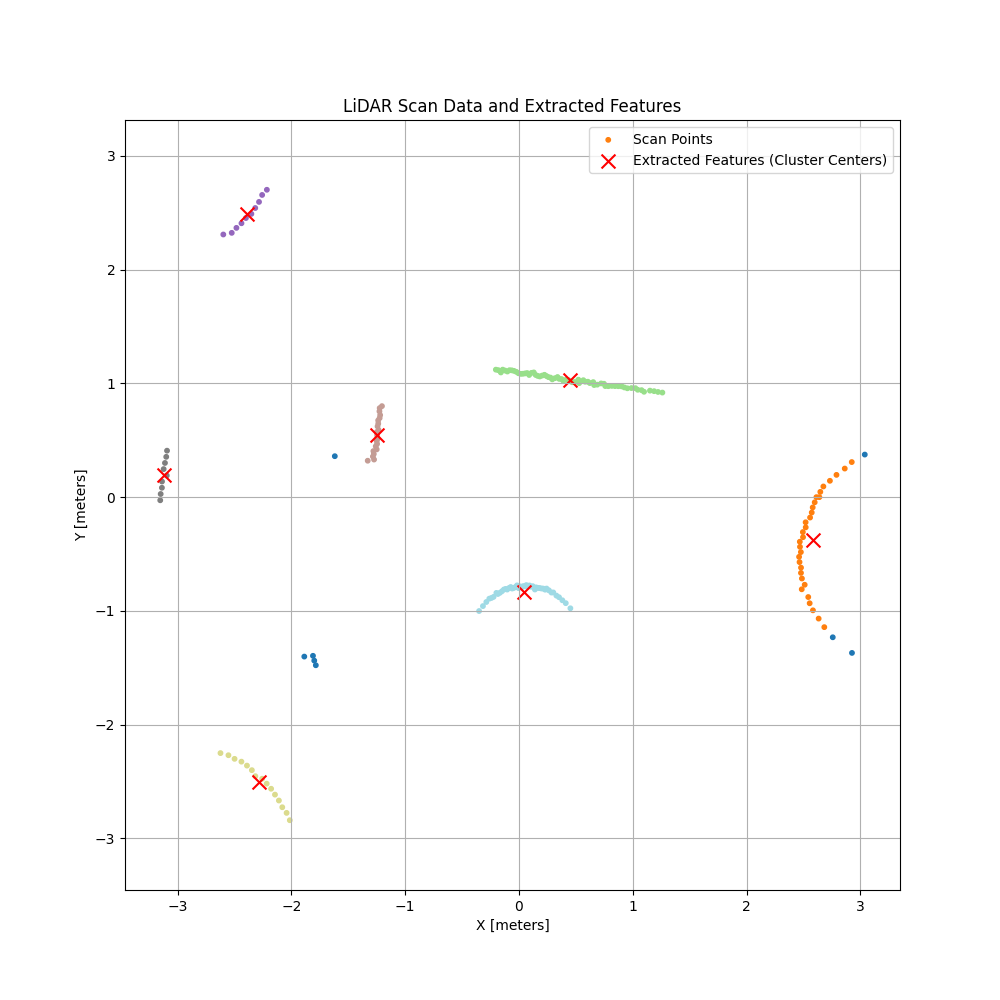 LiDAR Scan Data and Extracted Features
Scan Points
Extracted Features (Cluster Centers)
3
2
1
0
−1
−2
−3
Y [meters]
−3 −2 −1 0 1 2 3
X [meters]